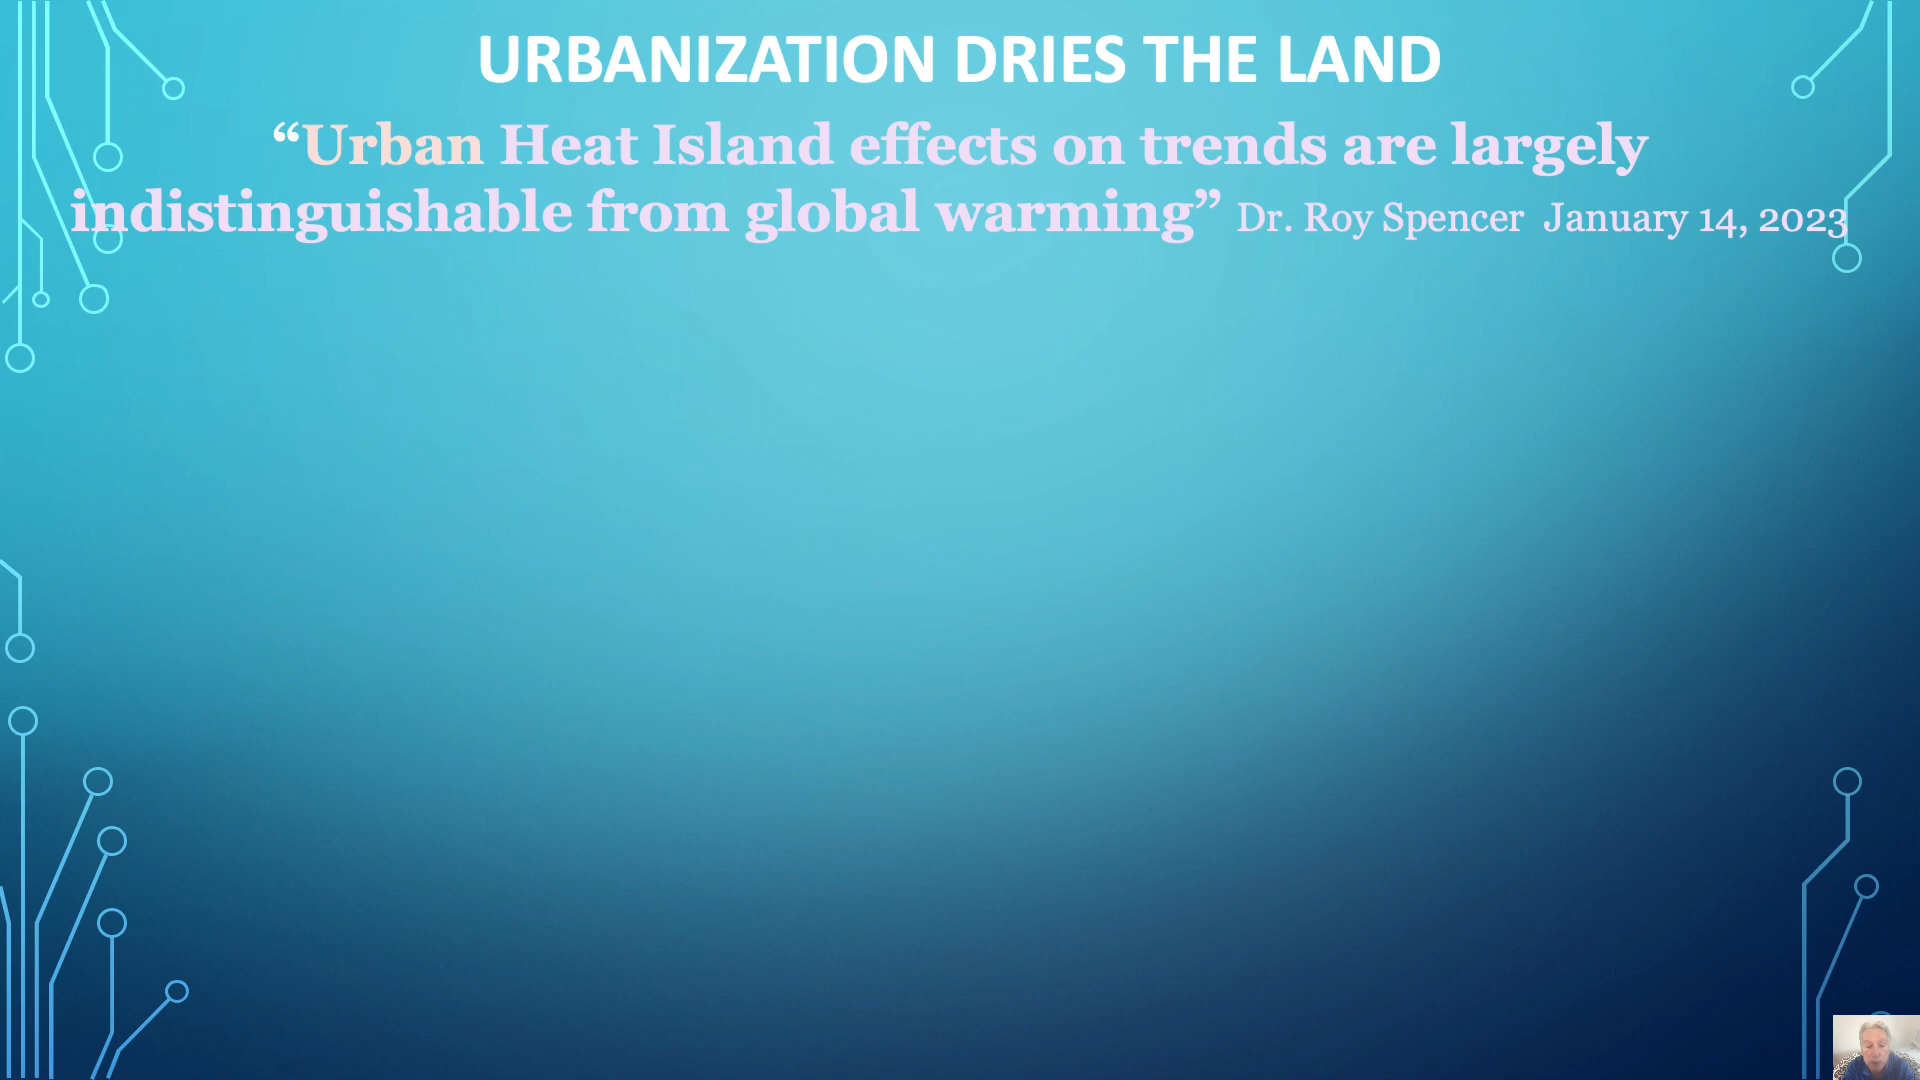 URBANIZATION DRIES THE LAND
“Urban Heat Island effects on trends are largely
indistinguishable from global warming” Dr. Roy Spencer January 14, 2023